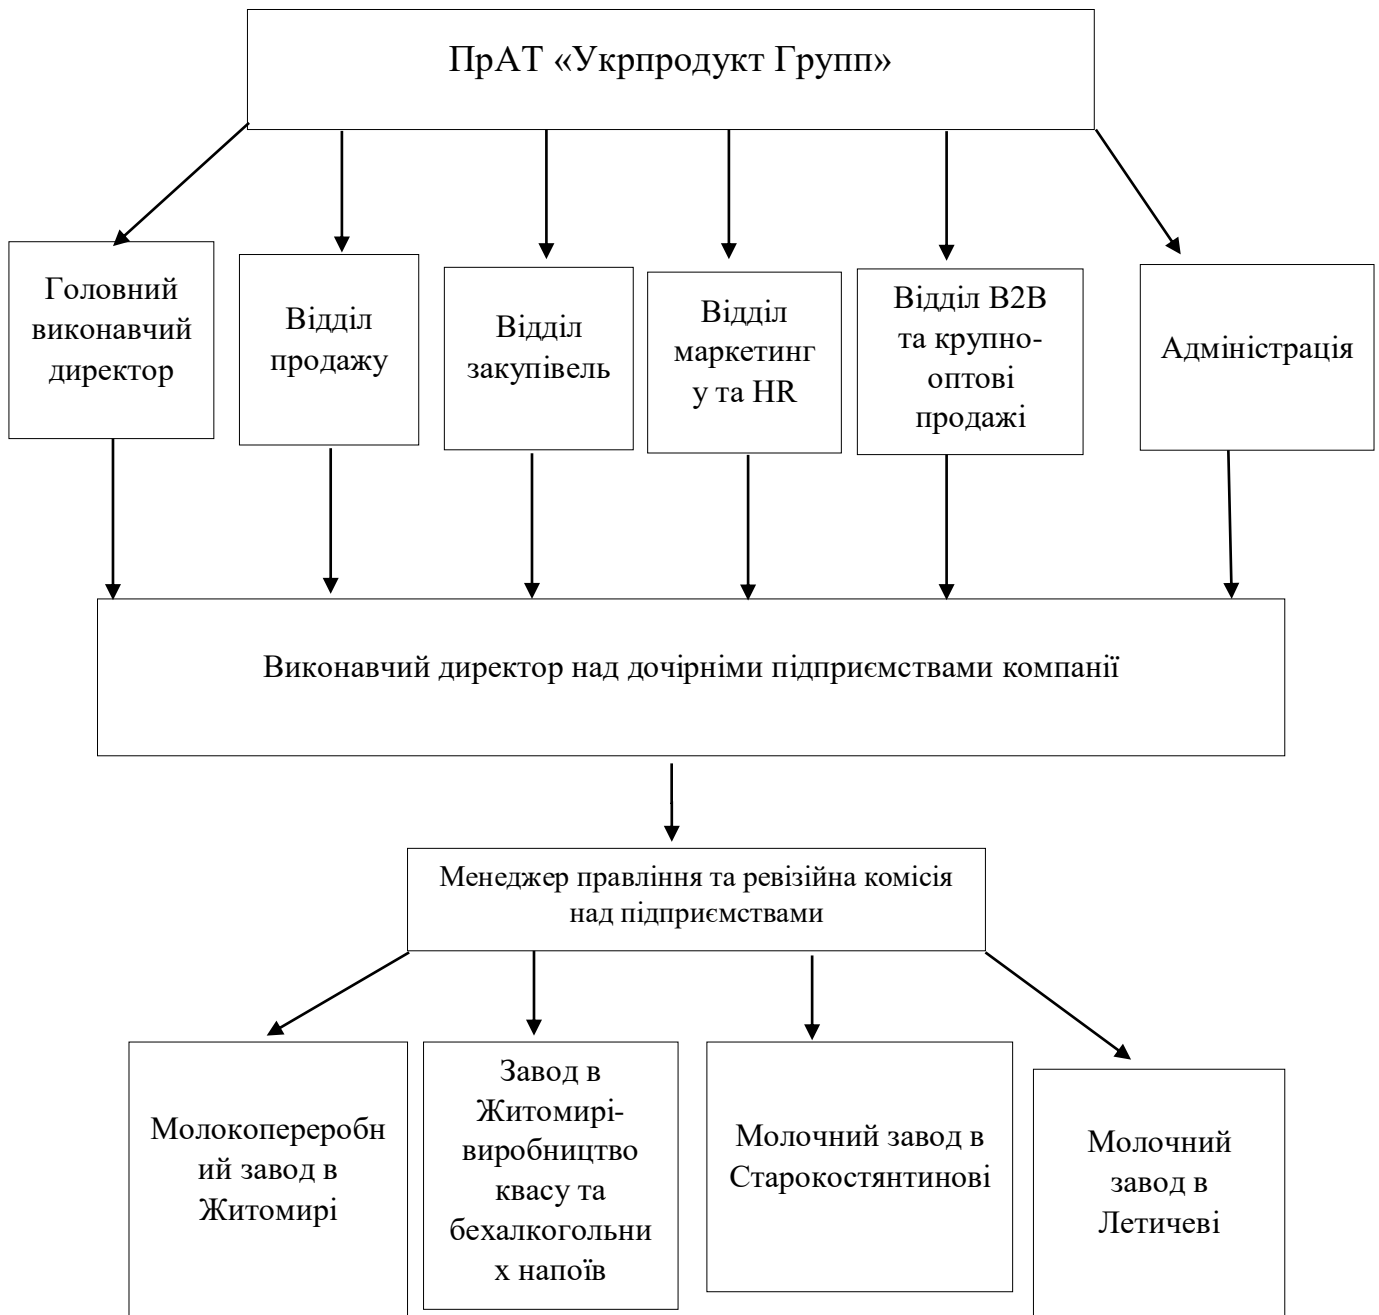 ПрАТ «Укрпродукт Групп»
Головний
виконавчий
директор
Відділ
продажу
Відділ
закупівель
Відділ
маркетинг
у та HR
Відділ B2B
та крупно-
оптові
продажі
Адміністрація
Виконавчий директор над дочірніми підприємствами компанії
Менеджер правління та ревізійна комісія
над підприємствами
Молокопереробн
ий завод в
Житомирі
Завод в
Житомирі-
виробництво
квасу та
бехалкогольни
х напоїв
Молочний завод в
Старокостянтинові
Молочний
завод в
Летичеві